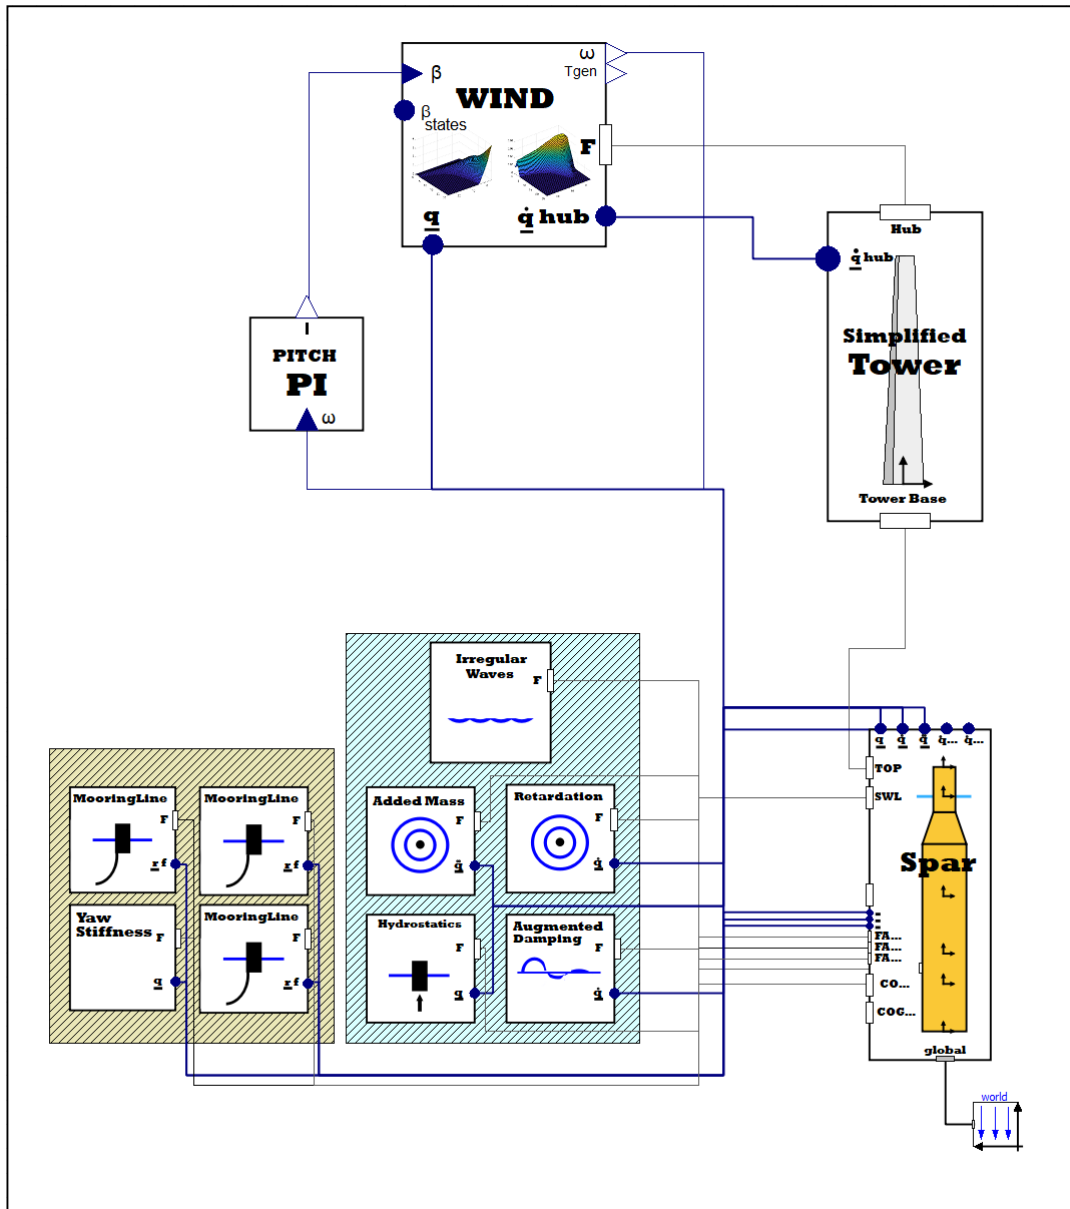 ω
Tgen
β
WIND
β
states
F
q
q̇ hub
Hub
q̇ hub
Simplified
Tower
Tower Base
I
PITCH
PI
ω
Irregular
Waves
F
MooringLine
F
r f
MooringLine
F
r f
Yaw
Stiffness
F
q
MooringLine
F
r f
Added Mass
F
q̈
Retardation
F
q̇
Hydrostatics
F
q
Augmented
Damping
F
q̇
q... q...
TOP
SWL
Spar
FA...
FA...
FA...
CO...
COG...
global
world